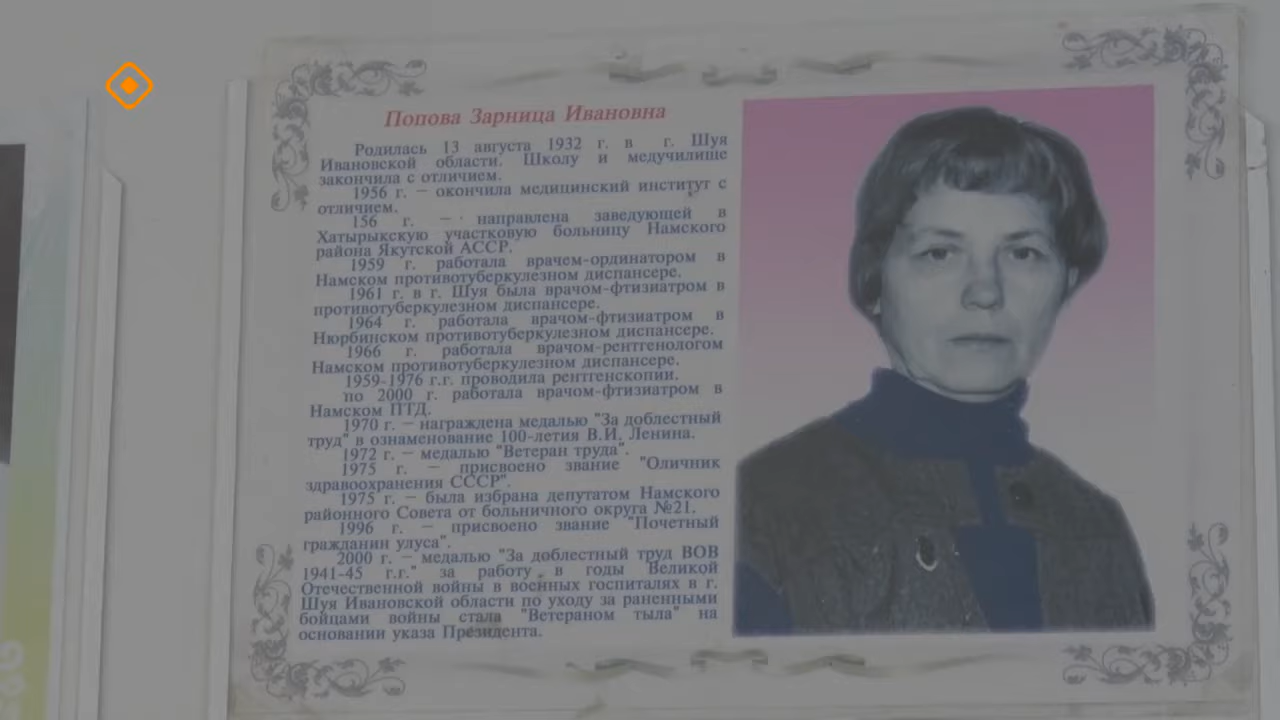 Попова Зарница Ивановна
Родилась 13 августа 1932 г. в г. Шуя
Ивановской области. Школу и медучилище
закончила с отличием.
1956 г. – окончила медицинский институт с
отличием.
156 г. – направлена заведующей в
Хатырыкскую участковую больницу Намского
района Якутской АССР.
1959 г. работала врачем-ординатором в
Намском противотуберкулезном диспансере.
1961 г. в г. Шуя была врачом-фтизиатром в
противотуберкулезном диспансере.
1964 г. работала врачом-фтизиатром в
Нюрбинском противотуберкулезном диспансере.
1966 г. работала врачом-рентгенологом
Намском противотуберкулезном диспансере.
1959-1976 г.г. проводила рентгенскопии.
по 2000 г. работала врачом-фтизиатром в
Намском ПТД.
1970 г. – награждена медалью "За доблестный
труд" в ознаменование 100-летия В.И. Ленина.
1972 г. – медалью "Ветеран труда".
1975 г. – присвоено звание "Оличник
здравоохранения СССР".
1975 г. – была избрана депутатом Намского
районного Совета от больничного округа №21.
1996 г. – присвоено звание "Почетный
гражданин улуса".
2000 г. – медалью "За доблестный труд ВОВ
1941-45 г.г." за работу в годы Великой
Отечественной войны в военных госпиталях в г.
Шуя Ивановской области по уходу за раненными
бойцами войны стала "Ветераном тыла" на
основании указа Президента.